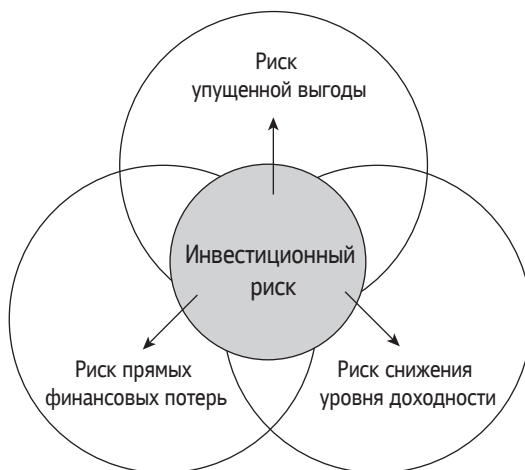 Риск
упущенной выгоды
Инвестиционный
риск
Риск прямых
финансовых потерь
Риск снижения
уровня доходности